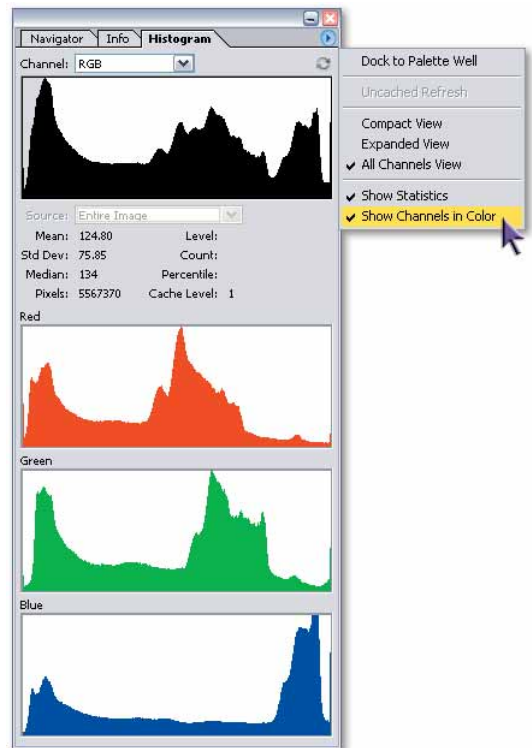 Navigator Info Histogram
Channel: RGB
Source: Entire Image
Mean: 124.80 Level:
Std Dev: 75.85 Count:
Median: 134 Percentile:
Pixels: 5567370 Cache Level: 1
Red
Green
Blue
Dock to Palette Well
Uncached Refresh
Compact View
Expanded View
All Channels View
Show Statistics
Show Channels in Color